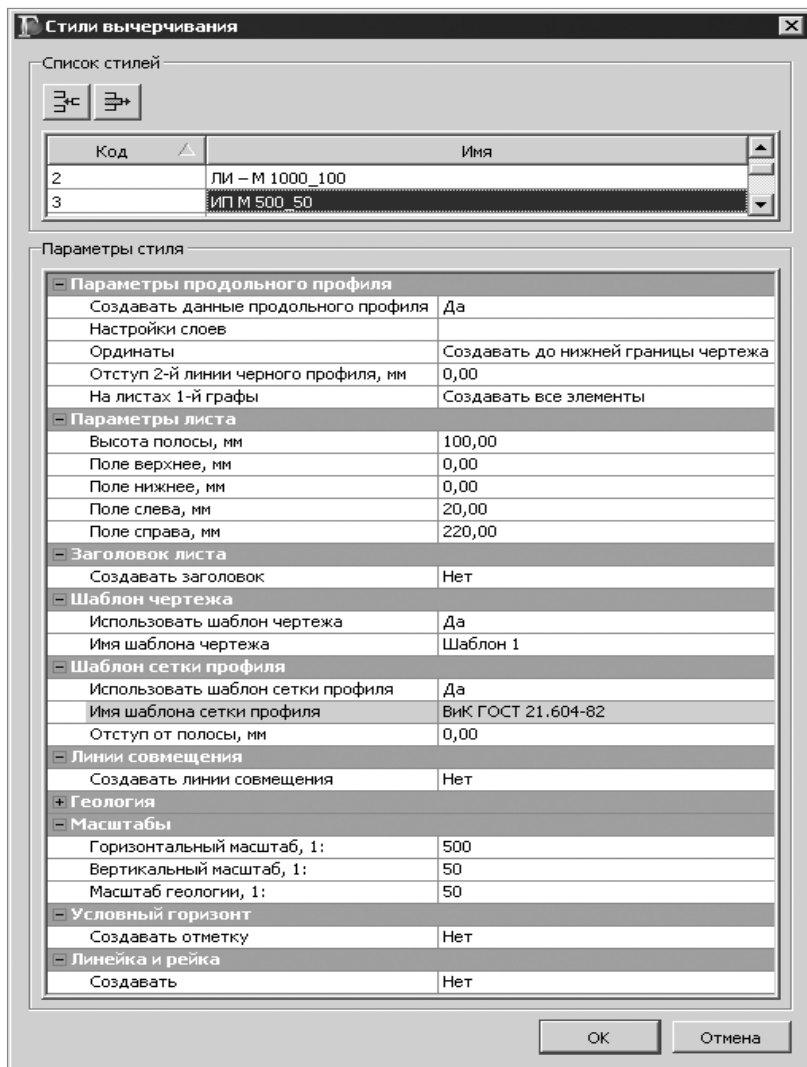 Стили вычерчивания
Список стилей
Код Имя
2 ЛИ – М 1000_100
3 ИП М 500_50
Параметры стиля
Параметры продольного профиля
Создавать данные продольного профиля Да
Настройки слоев
Ординаты Создавать до нижней границы чертежа
Отступ 2-й линии черного профиля, мм 0,00
На листах 1-й графы Создавать все элементы
Параметры листа
Высота полосы, мм 100,00
Поле верхнее, мм 0,00
Поле нижнее, мм 0,00
Поле слева, мм 20,00
Поле справа, мм 220,00
Заголовок листа
Создавать заголовок Нет
Шаблон чертежа
Использовать шаблон чертежа Да
Имя шаблона чертежа Шаблон 1
Шаблон сетки профиля
Использовать шаблон сетки профиля Да
Имя шаблона сетки профиля ВиК ГОСТ 21.604-82
Отступ от полосы, мм 0,00
Линии совмещения
Создавать линии совмещения Нет
Геология
Масштабы
Горизонтальный масштаб, 1: 500
Вертикальный масштаб, 1: 50
Масштаб геологии, 1: 50
Условный горизонт
Создавать отметку Нет
Линейка и рейка
Создавать Нет
ОК Отмена